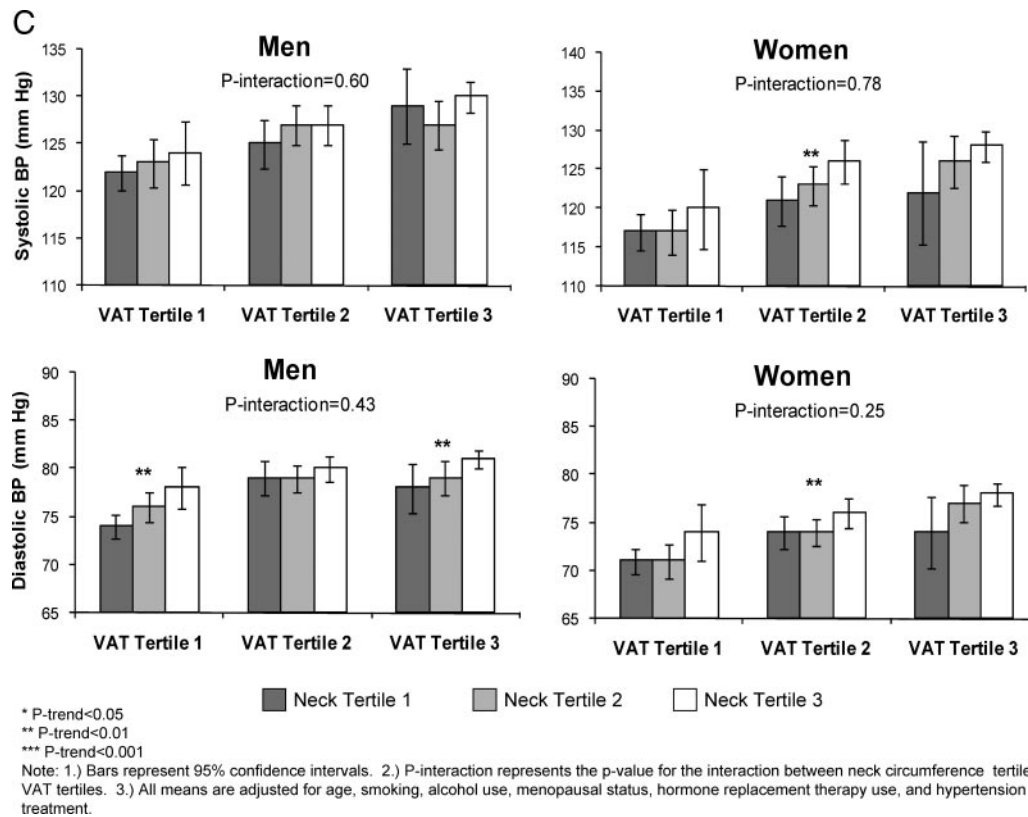 C
Men
P-interaction=0.60
Systolic BP (mm Hg)
135
130
125
120
115
110
VAT Tertile 1 VAT Tertile 2 VAT Tertile 3
Women
P-interaction=0.78
140
135
130
125
120
115
110
**
VAT Tertile 1 VAT Tertile 2 VAT Tertile 3
Men
P-interaction=0.43
Diastolic BP (mm Hg)
90
85
80
75
70
65
** **
VAT Tertile 1 VAT Tertile 2 VAT Tertile 3
Women
P-interaction=0.25
90
85
80
75
70
65
**
VAT Tertile 1 VAT Tertile 2 VAT Tertile 3
Neck Tertile 1 Neck Tertile 2 Neck Tertile 3
* P-trend<0.05
** P-trend<0.01
*** P-trend<0.001
Note: 1.) Bars represent 95% confidence intervals. 2.) P-interaction represents the p-value for the interaction between neck circumference tertile
VAT tertiles. 3.) All means are adjusted for age, smoking, alcohol use, menopausal status, hormone replacement therapy use, and hypertension
treatment.